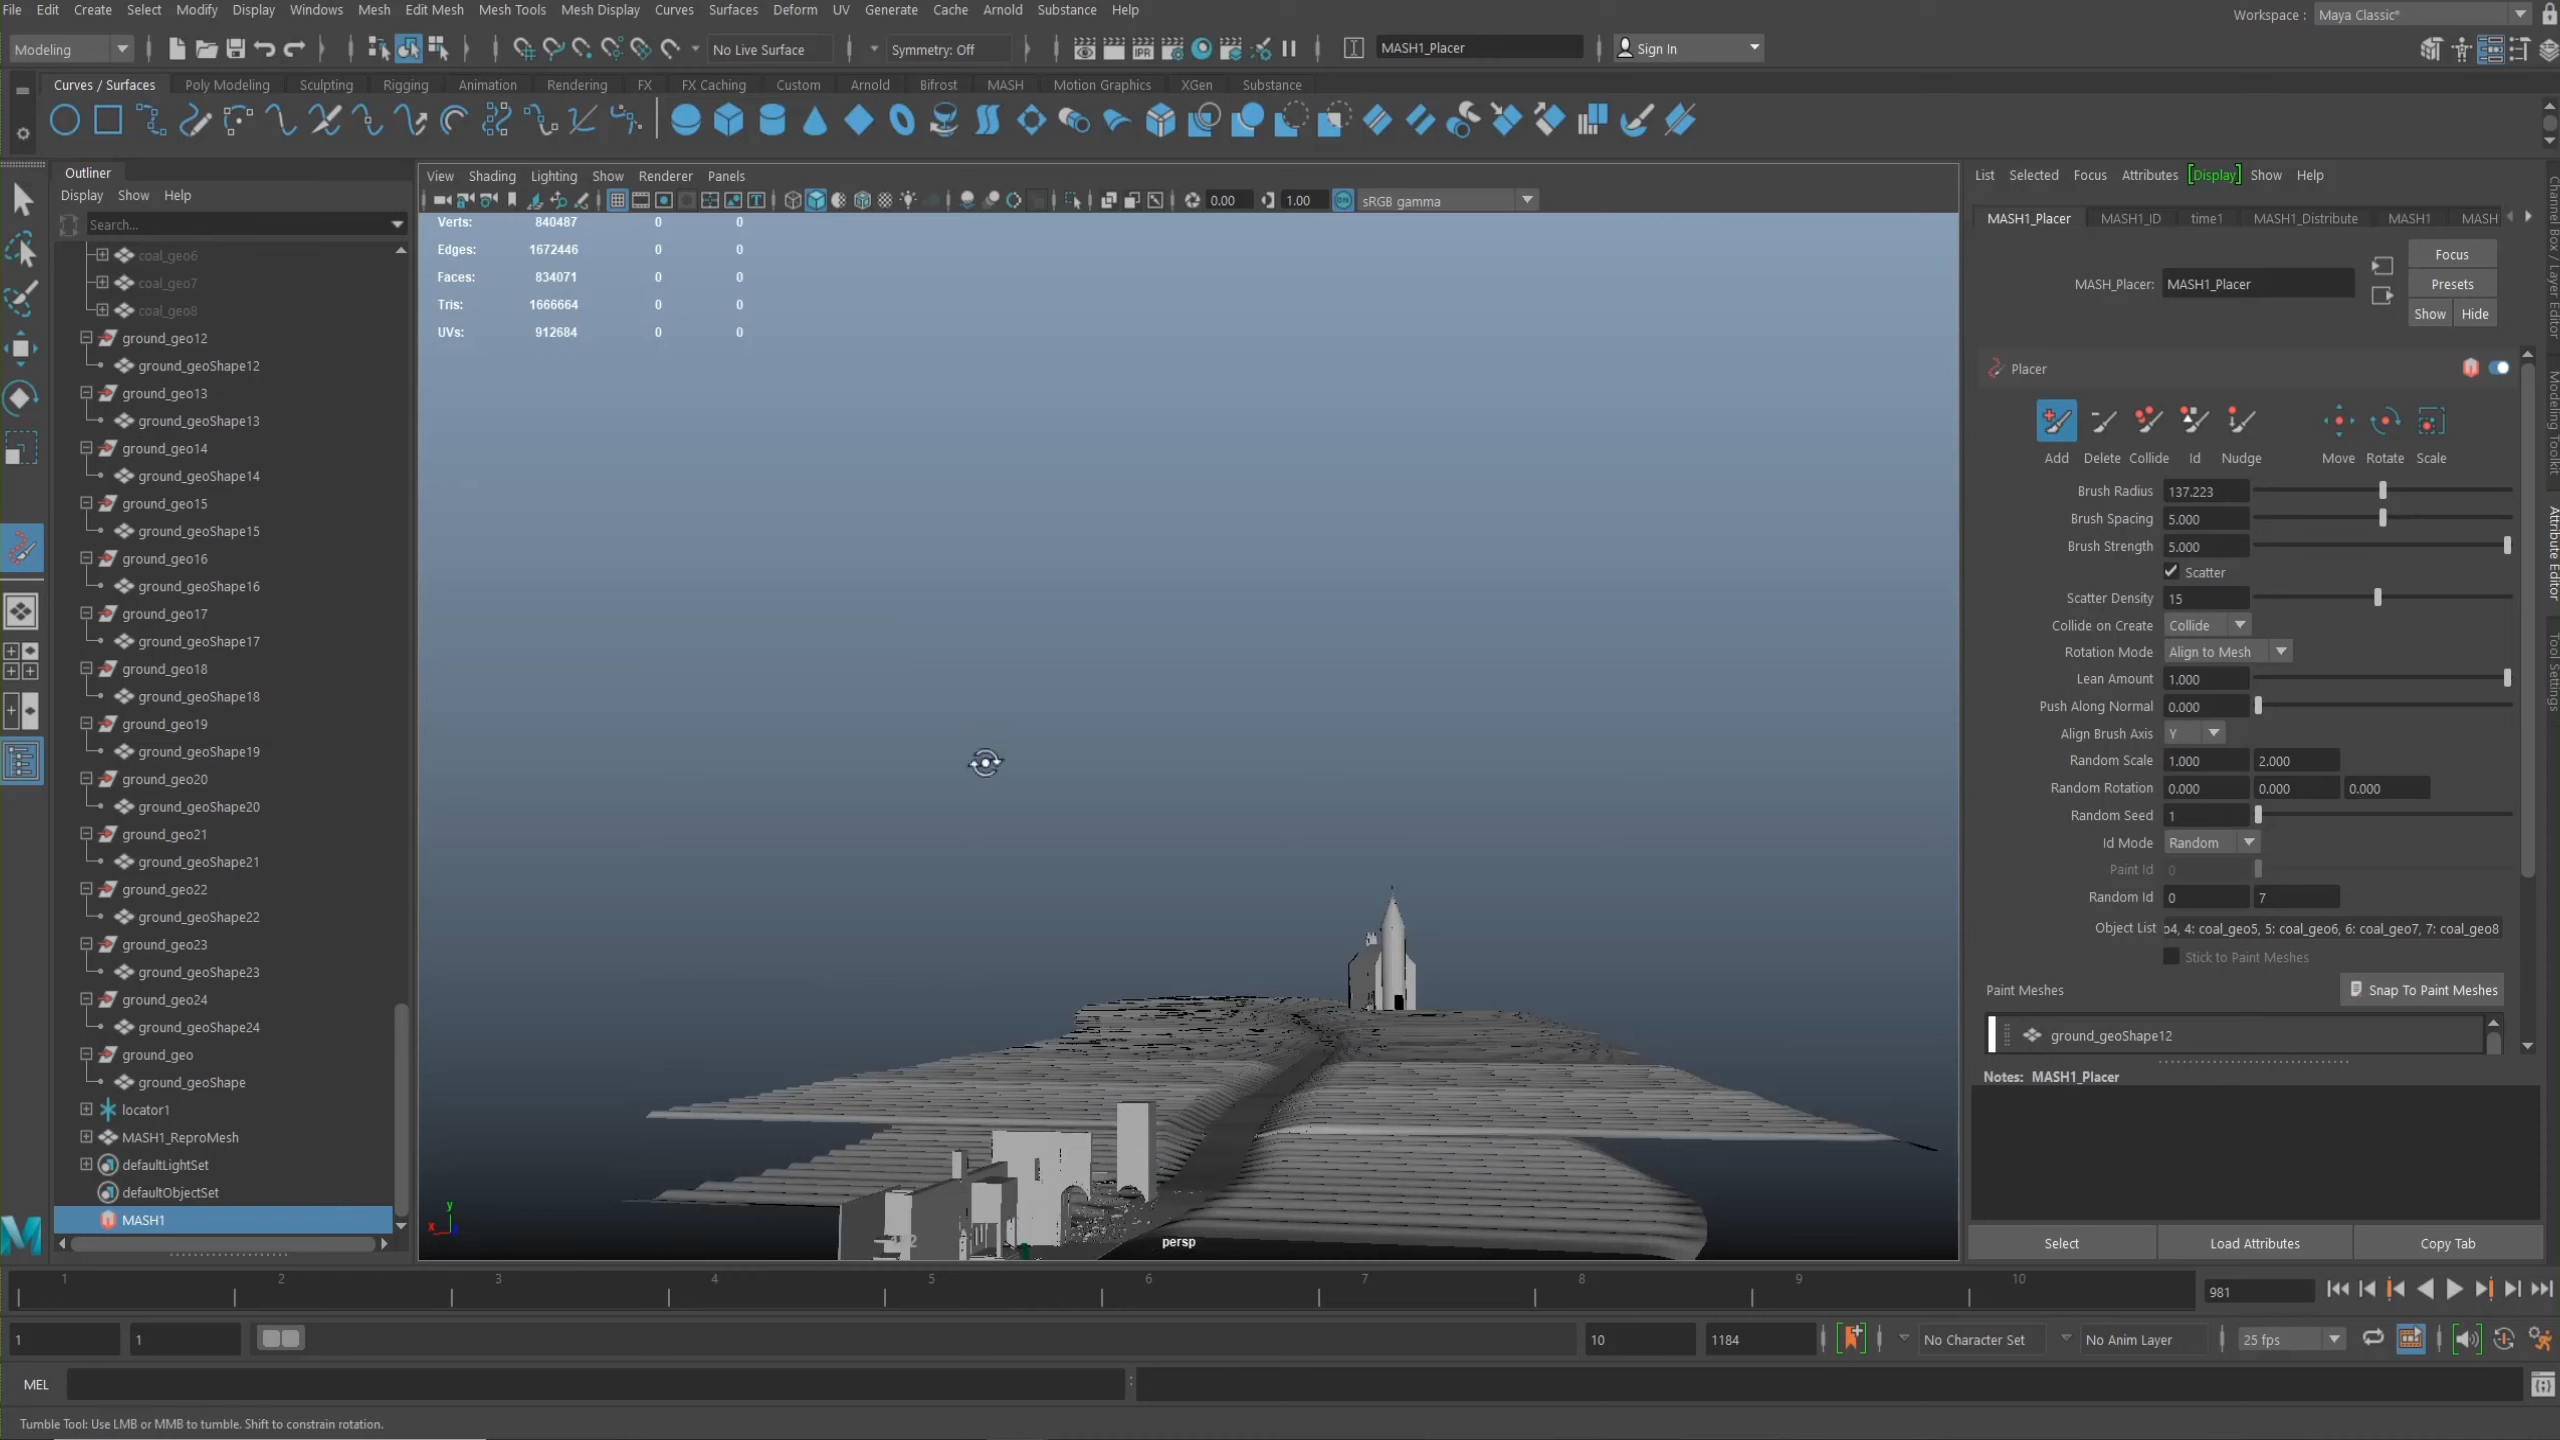 File Edit Create Select Modify Display Windows Mesh Edit Mesh Mesh Tools Mesh Display Curves Surfaces Deform UV Generate Cache Arnold Substance Help
Workspace : Maya Classic*
Modeling
No Live Surface
Symmetry: Off
MASH1_Placer
Sign In
Curves / Surfaces Poly Modeling Sculpting Rigging Animation Rendering FX FX Caching Custom Arnold Bifrost MASH Motion Graphics XGen Substance
Outliner
Display Show Help
Search...
coal_geo6
coal_geo7
coal_geo8
ground_geo12
ground_geoShape12
ground_geo13
ground_geoShape13
ground_geo14
ground_geoShape14
ground_geo15
ground_geoShape15
ground_geo16
ground_geoShape16
ground_geo17
ground_geoShape17
ground_geo18
ground_geoShape18
ground_geo19
ground_geoShape19
ground_geo20
ground_geoShape20
ground_geo21
ground_geoShape21
ground_geo22
ground_geoShape22
ground_geo23
ground_geoShape23
ground_geo24
ground_geoShape24
ground_geo
ground_geoShape
locator1
MASH1_ReproMesh
defaultLightSet
defaultObjectSet
MASH1
View Shading Lighting Show Renderer Panels
0.00 1.00 sRGB gamma
Verts: 840487 0 0
Edges: 1672446 0 0
Faces: 834071 0 0
Tris: 1666664 0 0
UVs: 912684 0 0
y
x
persp
List Selected Focus Attributes [Display] Show Help
MASH1_Placer MASH1_ID time1 MASH1_Distribute MASH1 MASH
Focus
MASH_Placer: MASH1_Placer
Presets
Show Hide
Placer
Add Delete Collide Id Nudge Move Rotate Scale
Brush Radius 137.223
Brush Spacing 5.000
Brush Strength 5.000
Scatter
Scatter Density 15
Collide on Create Collide
Rotation Mode Align to Mesh
Lean Amount 1.000
Push Along Normal 0.000
Align Brush Axis Y
Random Scale 1.000 2.000
Random Rotation 0.000 0.000 0.000
Random Seed 1
Id Mode Random
Paint Id 0
Random Id 0 7
Object List o4, 4: coal_geo5, 5: coal_geo6, 6: coal_geo7, 7: coal_geo8
Stick to Paint Meshes
Paint Meshes
Snap To Paint Meshes
ground_geoShape12
Notes: MASH1_Placer
Select Load Attributes Copy Tab
Channel Box / Layer Editor
Modeling Toolkit
Attribute Editor
Tool Settings
1 2 3 4 5 6 7 8 9 10
981
1 1 10 1184
No Character Set
No Anim Layer
25 fps
MEL
Tumble Tool: Use LMB or MMB to tumble. Shift to constrain rotation.